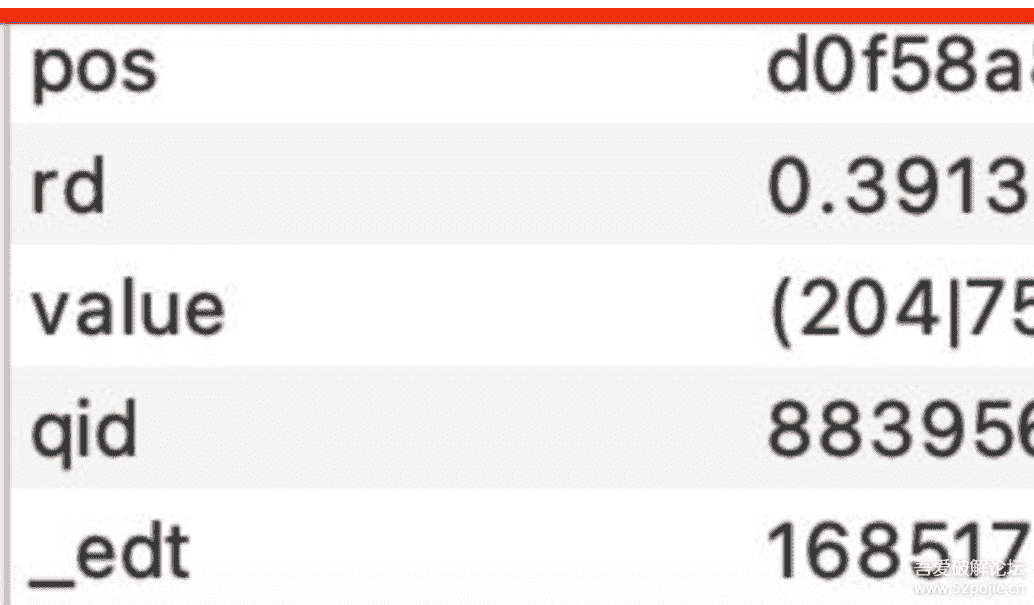 pos d0f58a
rd 0.3913
value (204|75
qid 883956
_edt 168517
吾爱破解论坛
www.52pojie.cn